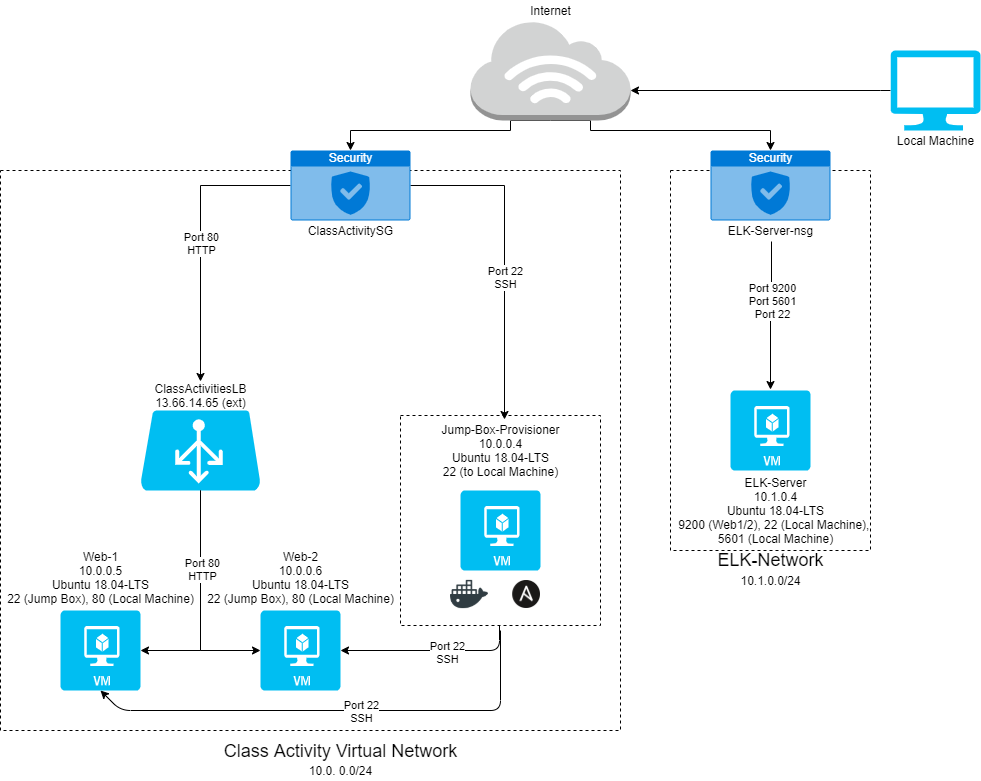 Internet
Local Machine
Security
ClassActivitySG
Security
ELK-Server-nsg
Port 80
HTTP
Port 22
SSH
Port 9200
Port 5601
Port 22
ClassActivitiesLB
13.66.14.65 (ext)
Jump-Box-Provisioner
10.0.0.4
Ubuntu 18.04-LTS
22 (to Local Machine)
VM
VM
ELK-Server
10.1.0.4
Ubuntu 18.04-LTS
9200 (Web1/2), 22 (Local Machine),
5601 (Local Machine)
ELK-Network
10.1.0.0/24
Port 80
HTTP
Web-1
10.0.0.5
Ubuntu 18.04-LTS
22 (Jump Box), 80 (Local Machine)
VM
Web-2
10.0.0.6
Ubuntu 18.04-LTS
22 (Jump Box), 80 (Local Machine)
VM
A
Port 22
SSH
Port 22
SSH
Class Activity Virtual Network
10.0. 0.0/24